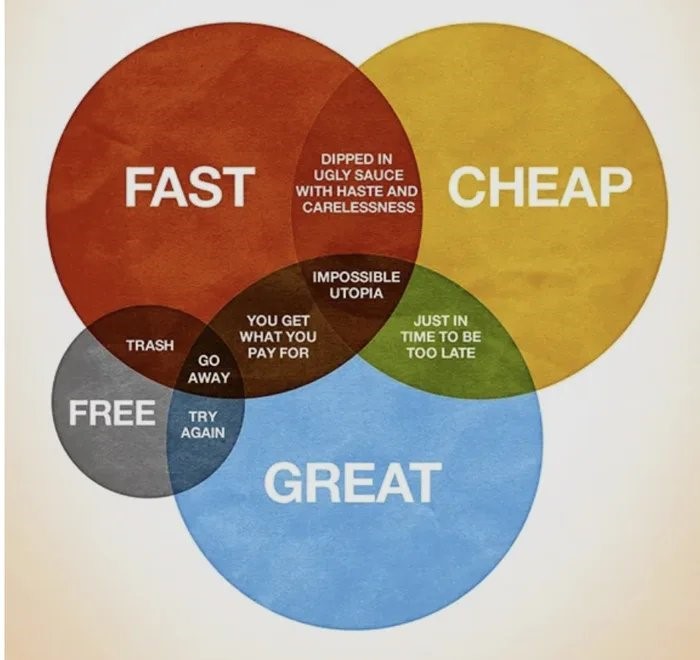 FAST
DIPPED IN
UGLY SAUCE
WITH HASTE AND
CARELESSNESS
CHEAP
IMPOSSIBLE
UTOPIA
YOU GET
WHAT YOU
PAY FOR
JUST IN
TIME TO BE
TOO LATE
TRASH
GO
AWAY
FREE
TRY
AGAIN
GREAT